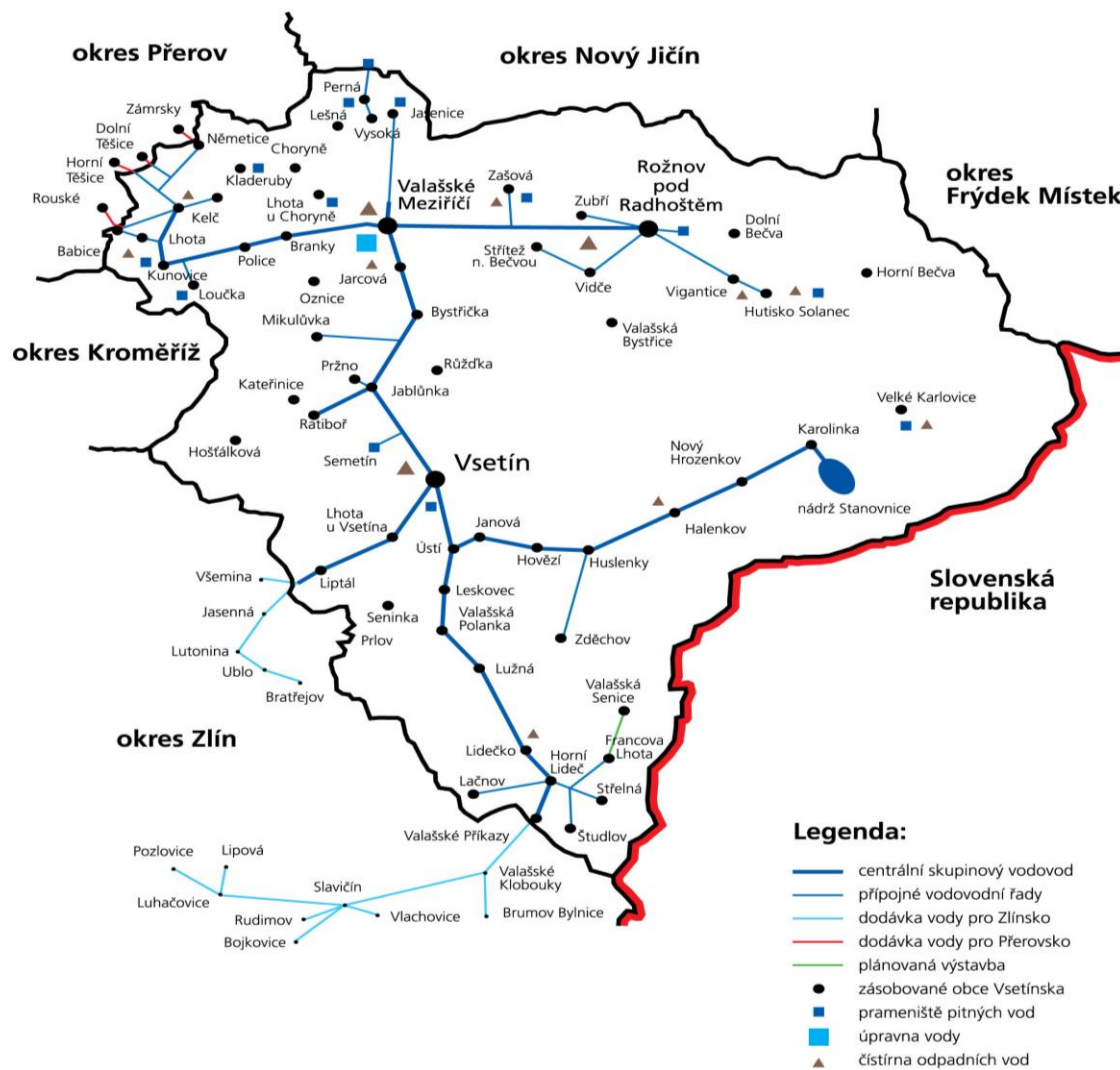 okres Přerov
okres Nový Jičín
Perná
Zámrsky
Lešná
Jasenice
Dolní
Těšice
Němetice
Vysoká
Choryně
Horní
Těšice
Kladeruby
Valašské
Meziříčí
Zašová
Rožnov
pod
Radhoštěm
okres
Frýdek Místek
Rouské
Lhota
u Choryně
Zubří
Kelč
Dolní
Bečva
Lhota
Branky
Babice
Police
Střítež
n. Bečvou
Kunovice
Jarcová
Horní Bečva
Loučka
Oznice
Vidče
Vigantice
Hutisko Solanec
Bystřička
Mikulůvka
Valašská
Bystřice
okres Kroměříž
Pržno
Růžďka
Kateřinice
Jablůnka
Velké Karlovice
Ratiboř
Karolinka
Hošťálková
Semetín
Nový
Hrozenkov
Vsetín
nádrž Stanovnice
Lhota
u Vsetína
Janová
Halenkov
Ústí
Hovězí
Huslenky
Všemina
Liptál
Slovenská
republika
Leskovec
Jasenná
Seninka
Valašská
Polanka
Prlov
Zděchov
Lutonina
Ublo
Lužná
Bratřejov
Valašská
Senice
okres Zlín
Lidečko
Horní
Lideč
Francova
Lhota
Lačnov
Střelná
Valašské Příkazy
Študlov
Pozlovice
Lipová
Valašské
Klobouky
Slavičín
Luhačovice
Rudimov
Vlachovice
Brumov Bylnice
Bojkovice
Legenda:
centrální skupinový vodovod
přípojné vodovodní řady
dodávka vody pro Zlínsko
dodávka vody pro Přerovsko
plánovaná výstavba
zásobované obce Vsetínska
prameniště pitných vod
úpravna vody
čístírna odpadních vod